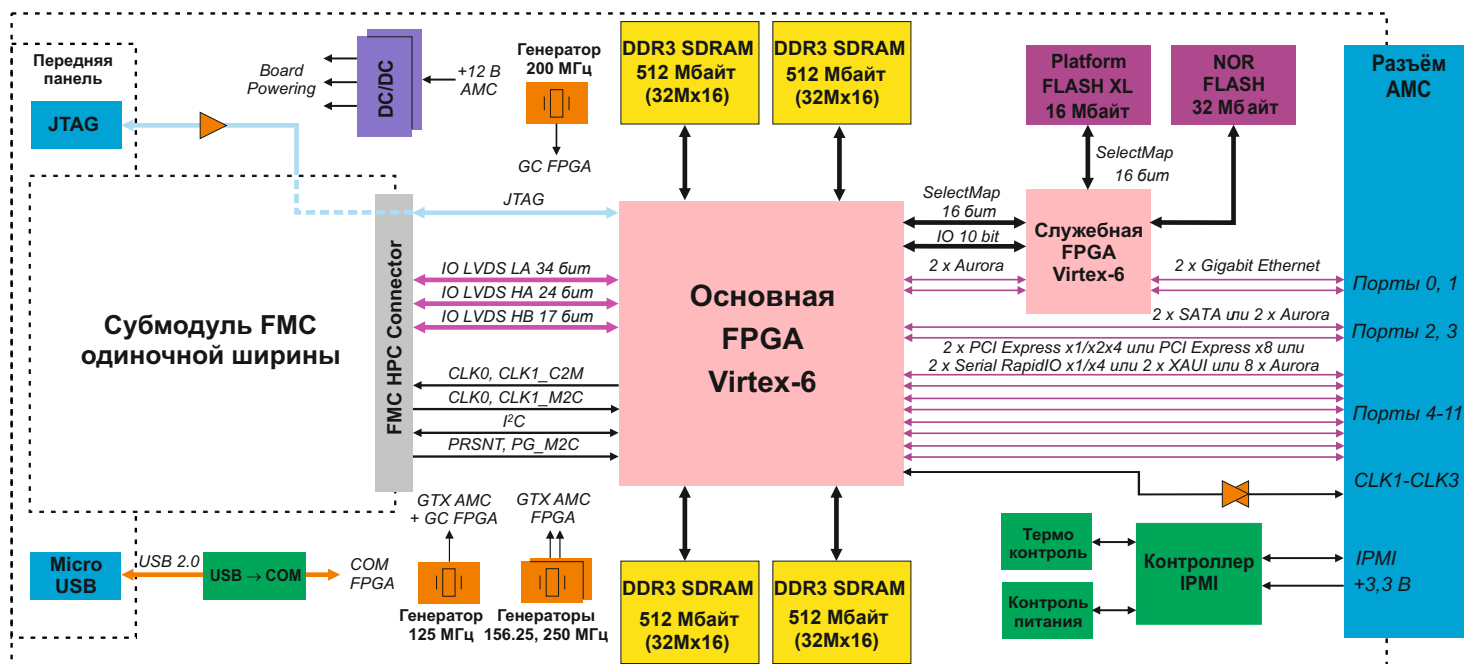 Передняя
панель
JTAG
Board
Powering
DC/DC
+12 В
АМС
Генератор
200 МГц
GC FPGA
DDR3 SDRAM
512 Мбайт
(32Mx16)
DDR3 SDRAM
512 Мбайт
(32Mx16)
Platform
FLASH XL
16 Мбайт
NOR
FLASH
32 Мбайт
Разъём
АМС
SelectMap
16 бит
JTAG
SelectMap
16 бит
IO 10 bit
Служебная
FPGA
Virtex-6
2 x Aurora
2 x Gigabit Ethernet
Порты 0, 1
Субмодуль FMC
одиночной ширины
FMC HPC Connector
IO LVDS LA 34 бит
IO LVDS HA 24 бит
IO LVDS HB 17 бит
Основная
FPGA
Virtex-6
2 x SATA или 2 x Aurora
Порты 2, 3
2 x PCI Express x1/x2x4 или PCI Express x8 или
2 x Serial RapidIO x1/x4 или 2 x XAUI или 8 x Aurora
Порты 4-11
CLK0, CLK1_C2M
CLK0, CLK1_M2C
I²C
PRSNT, PG_M2C
CLK1-CLK3
GTX AMC
+ GC FPGA
GTX AMC
FPGA
Генератор
125 МГц
Генераторы
156.25, 250 МГц
Micro
USB
USB 2.0
USB → COM
COM
FPGA
DDR3 SDRAM
512 Мбайт
(32Mx16)
DDR3 SDRAM
512 Мбайт
(32Mx16)
Термо
контроль
Контроль
питания
Контроллер
IPMI
IPMI
+3,3 В